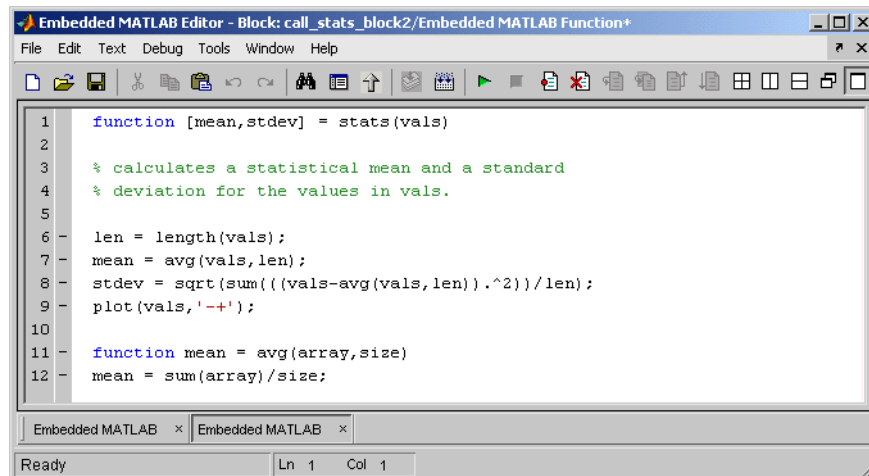 Embedded MATLAB Editor - Block: call_stats_block2/Embedded MATLAB Function*
File Edit Text Debug Tools Window Help
1 function [mean,stdev] = stats(vals)
2
3 % calculates a statistical mean and a standard
4 % deviation for the values in vals.
5
6 - len = length(vals);
7 - mean = avg(vals,len);
8 - stdev = sqrt(sum(((vals-avg(vals,len)).^2))/len);
9 - plot(vals,'-+');
10
11 - function mean = avg(array,size)
12 - mean = sum(array)/size;
Embedded MATLAB × Embedded MATLAB ×
Ready Ln 1 Col 1